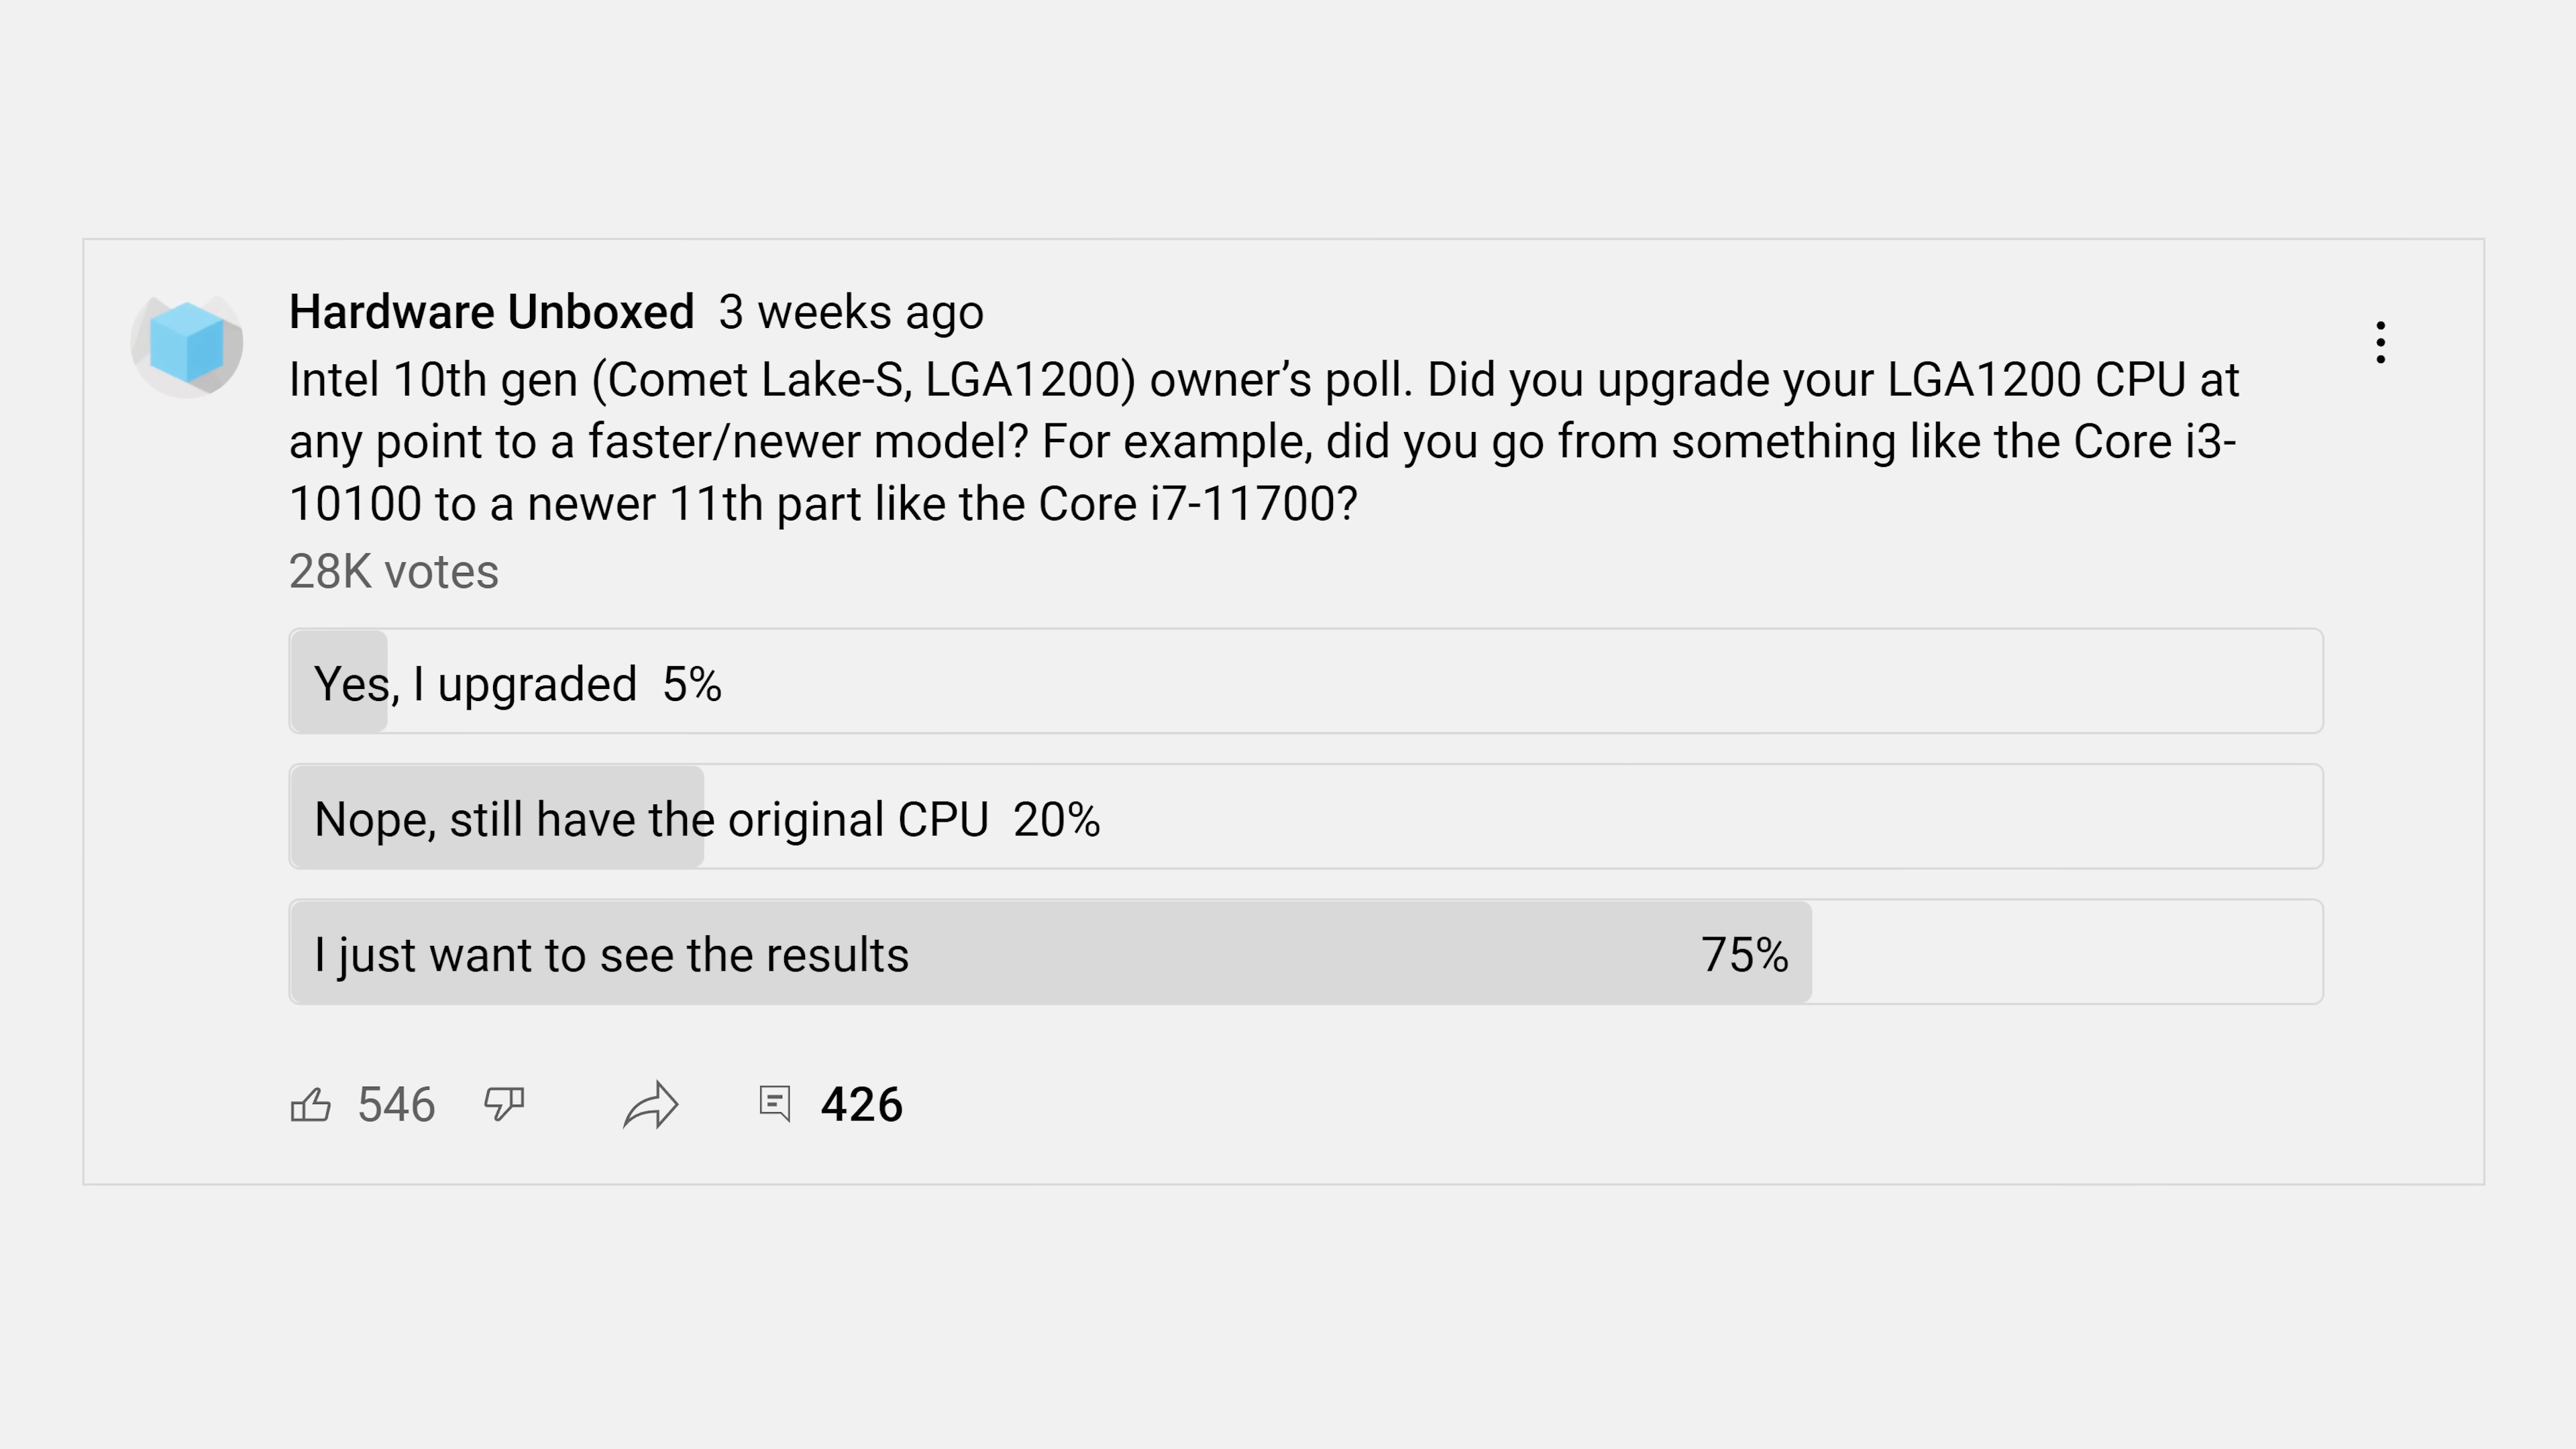 Hardware Unboxed 3 weeks ago
Intel 10th gen (Comet Lake-S, LGA1200) owner’s poll. Did you upgrade your LGA1200 CPU at
any point to a faster/newer model? For example, did you go from something like the Core i3-
10100 to a newer 11th part like the Core i7-11700?
28K votes
Yes, I upgraded 5%
Nope, still have the original CPU 20%
I just want to see the results 75%
546 426